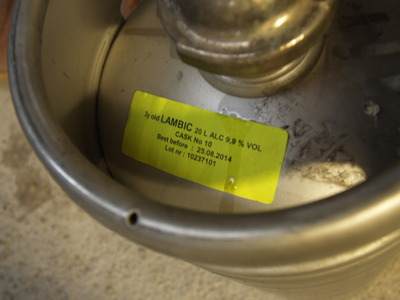 2y old LAMBIC 20 L ALC 9,9 % VOL
CASK No 10
Best before : 25.08.2014
Lot nr : 10237101